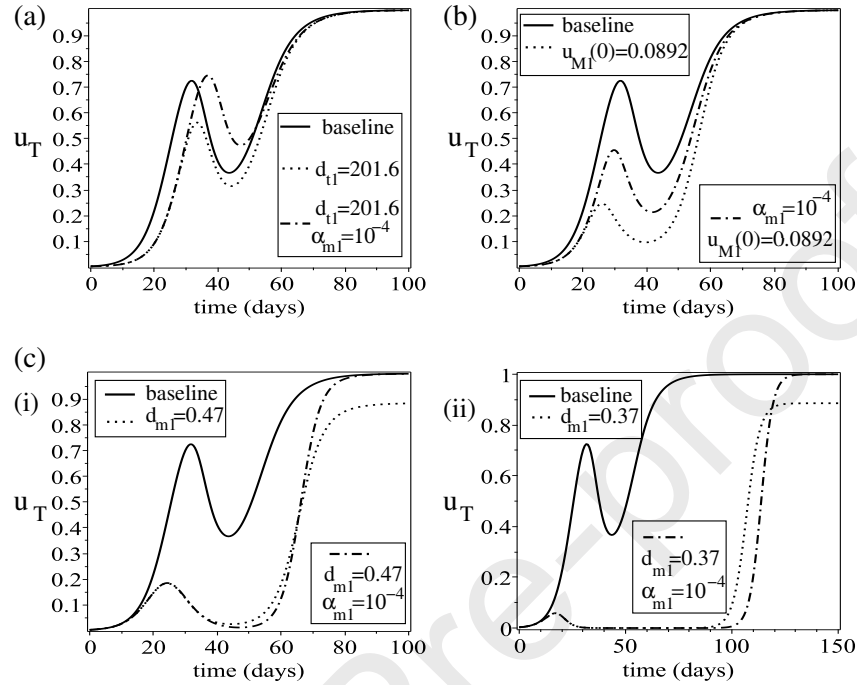 (a)
0.9
0.8
0.7
0.6
u_T 0.5
0.4
0.3
0.2
0.1
baseline
d_t1=201.6
d_t1=201.6
α_m1=10^-4
0 20 40 60 80 100
time (days)
(b)
0.9
0.8
0.7
0.6
u_T 0.5
0.4
0.3
0.2
0.1
baseline
u_M1(0)=0.0892
α_m1=10^-4
u_M1(0)=0.0892
0 20 40 60 80 100
time (days)
(c)
(i)
0.9
0.8
0.7
0.6
u_T 0.5
0.4
0.3
0.2
0.1
baseline
d_m1=0.47
d_m1=0.47
α_m1=10^-4
0 20 40 60 80 100
time (days)
(ii)
1
0.8
0.6
u_T
0.4
0.2
0
baseline
d_m1=0.37
d_m1=0.37
α_m1=10^-4
0 50 100 150
time (days)
Pre-proof